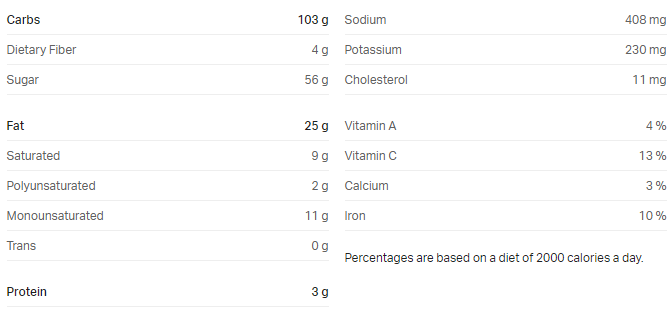 Carbs 103 g
Dietary Fiber 4 g
Sugar 56 g
Fat 25 g
Saturated 9 g
Polyunsaturated 2 g
Monounsaturated 11 g
Trans 0 g
Protein 3 g
Sodium 408 mg
Potassium 230 mg
Cholesterol 11 mg
Vitamin A 4 %
Vitamin C 13 %
Calcium 3 %
Iron 10 %
Percentages are based on a diet of 2000 calories a day.